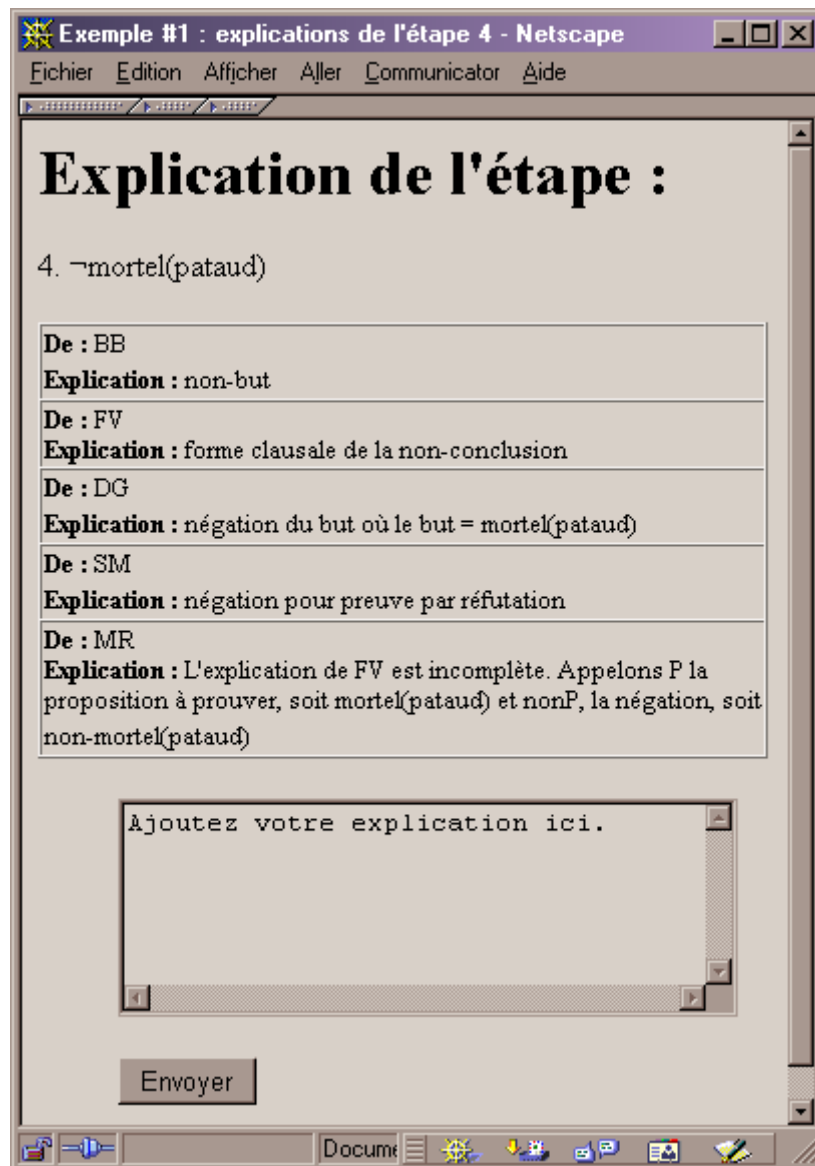 Exemple #1 : explications de l'étape 4 - Netscape
Fichier Edition Afficher Aller Communicator Aide
Explication de l'étape :
4. ¬mortel(pataud)
De : BB
Explication : non-but
De : FV
Explication : forme clausale de la non-conclusion
De : DG
Explication : négation du but où le but = mortel(pataud)
De : SM
Explication : négation pour preuve par réfutation
De : MR
Explication : L'explication de FV est incomplète. Appelons P la
proposition à prouver, soit mortel(pataud) et nonP, la négation, soit
non-mortel(pataud)
Ajoutez votre explication ici.
Envoyer
Docume